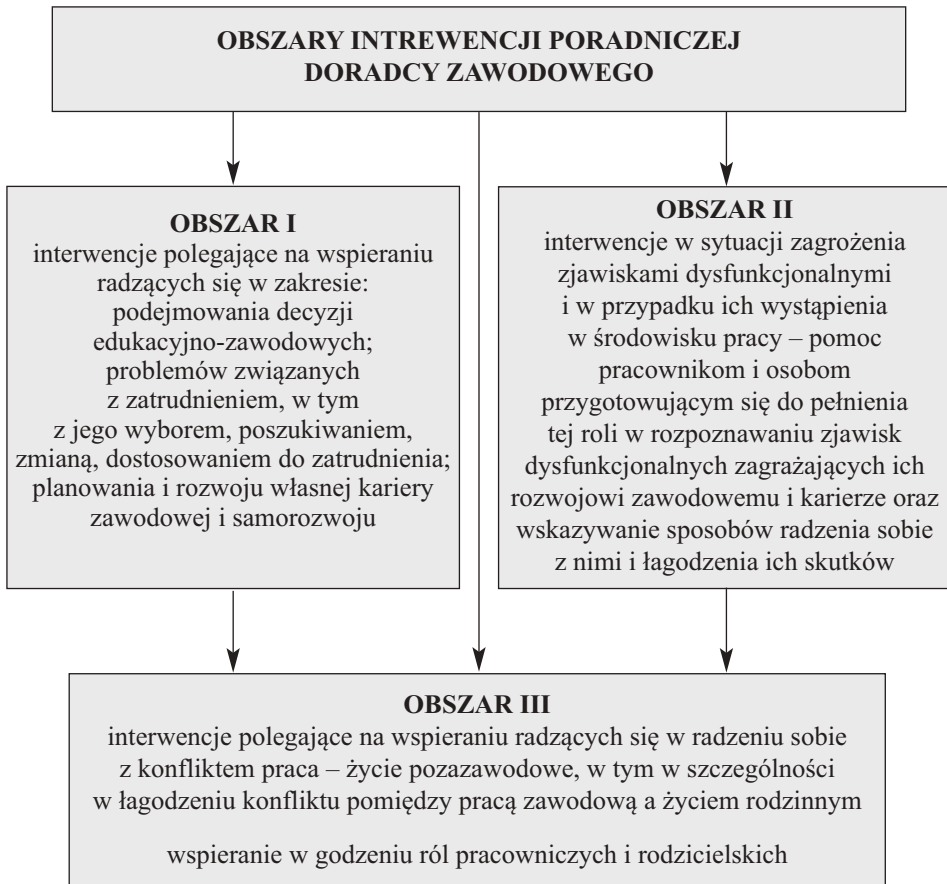 OBSZARY INTREWENCJI PORADNICZEJ
DORADCY ZAWODOWEGO
OBSZAR I
interwencje polegające na wspieraniu
radzących się w zakresie:
podejmowania decyzji
edukacyjno-zawodowych;
problemów związanych
z zatrudnieniem, w tym
z jego wyborem, poszukiwaniem,
zmianą, dostosowaniem do zatrudnienia;
planowania i rozwoju własnej kariery
zawodowej i samorozwoju
OBSZAR II
interwencje w sytuacji zagrożenia
zjawiskami dysfunkcjonalnymi
i w przypadku ich wystąpienia
w środowisku pracy – pomoc
pracownikom i osobom
przygotowującym się do pełnienia
tej roli w rozpoznawaniu zjawisk
dysfunkcjonalnych zagrażających ich
rozwojowi zawodowemu i karierze oraz
wskazywanie sposobów radzenia sobie
z nimi i łagodzenia ich skutków
OBSZAR III
interwencje polegające na wspieraniu radzących się w radzeniu sobie
z konfliktem praca – życie pozazawodowe, w tym w szczególności
w łagodzeniu konfliktu pomiędzy pracą zawodową a życiem rodzinnym
wspieranie w godzeniu ról pracowniczych i rodzicielskich